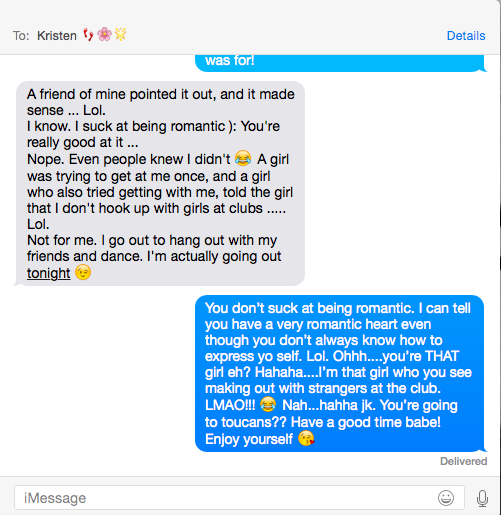 To: Kristen 👣🌸🌟 Details
was for!
A friend of mine pointed it out, and it made
sense ... Lol.
I know. I suck at being romantic ): You're
really good at it ...
Nope. Even people knew I didn't 😂 A girl
was trying to get at me once, and a girl
who also tried getting with me, told the girl
that I don't hook up with girls at clubs .....
Lol.
Not for me. I go out to hang out with my
friends and dance. I'm actually going out
tonight 😉
You don't suck at being romantic. I can tell
you have a very romantic heart even
though you don't always know how to
express yo self. Lol. Ohhh....you're THAT
girl eh? Hahaha....I'm that girl who you see
making out with strangers at the club.
LMAO!!! 😂 Nah...hahha jk. You're going
to toucans?? Have a good time babe!
Enjoy yourself 😘
Delivered
iMessage